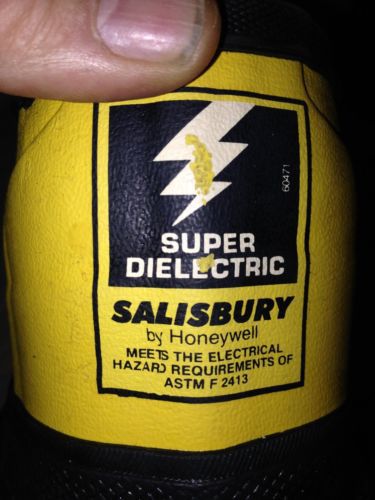 60471
SUPER
DIELECTRIC
SALISBURY
by Honeywell
MEETS THE ELECTRICAL
HAZARD REQUIREMENTS OF
ASTM F 2413